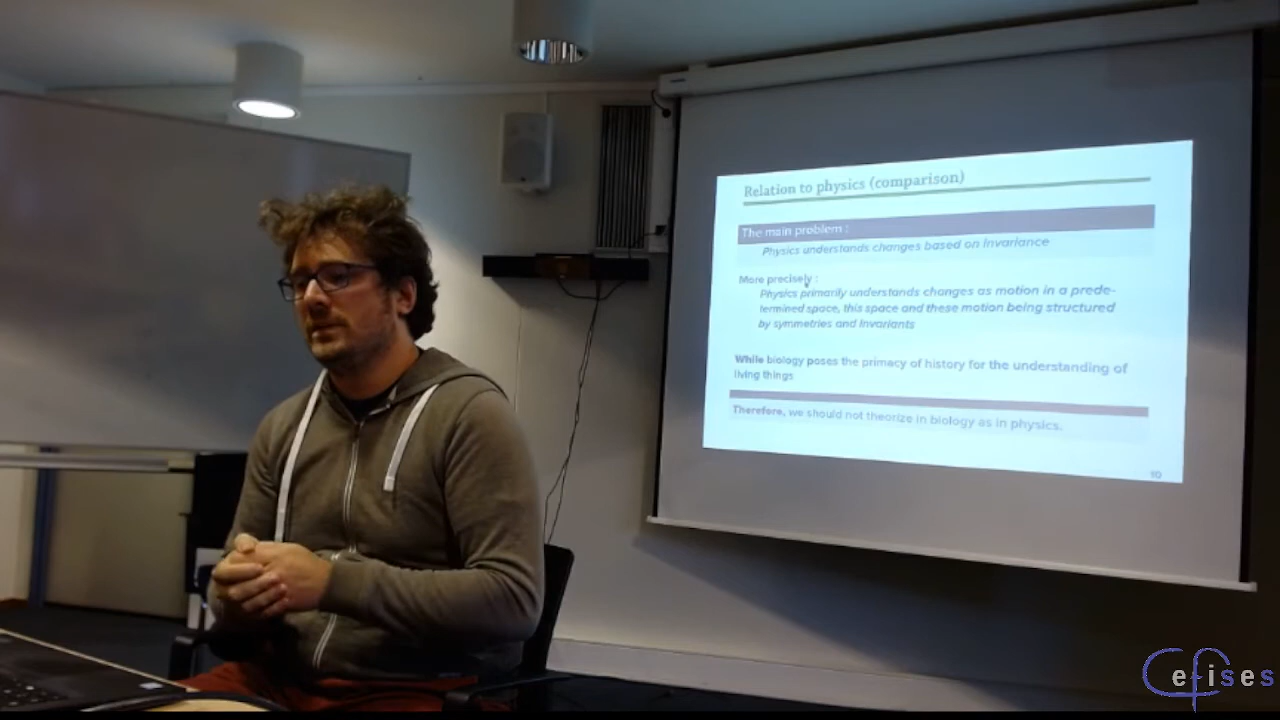 Relation to physics (comparison)
The main problem :
Physics understands changes based on Invariance
More precisely :
Physics primarily understands changes as motion in a prede-
termined space, this space and these motion being structured
by symmetries and Invariants
While biology poses the primacy of history for the understanding of
living things
Therefore, we should not theorize in biology as in physics.
10
Cefises